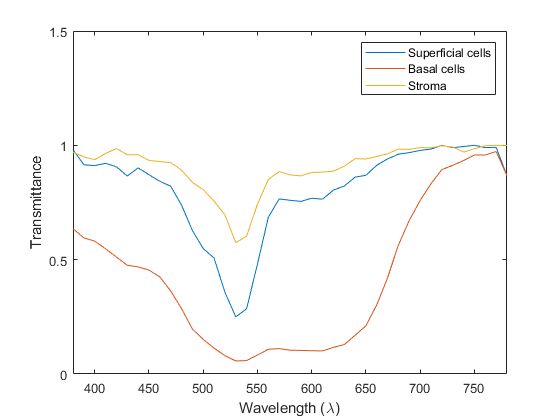 1.5
Superficial cells
Basal cells
Stroma
1
Transmittance
0.5
0
400 450 500 550 600 650 700 750
Wavelength (λ)